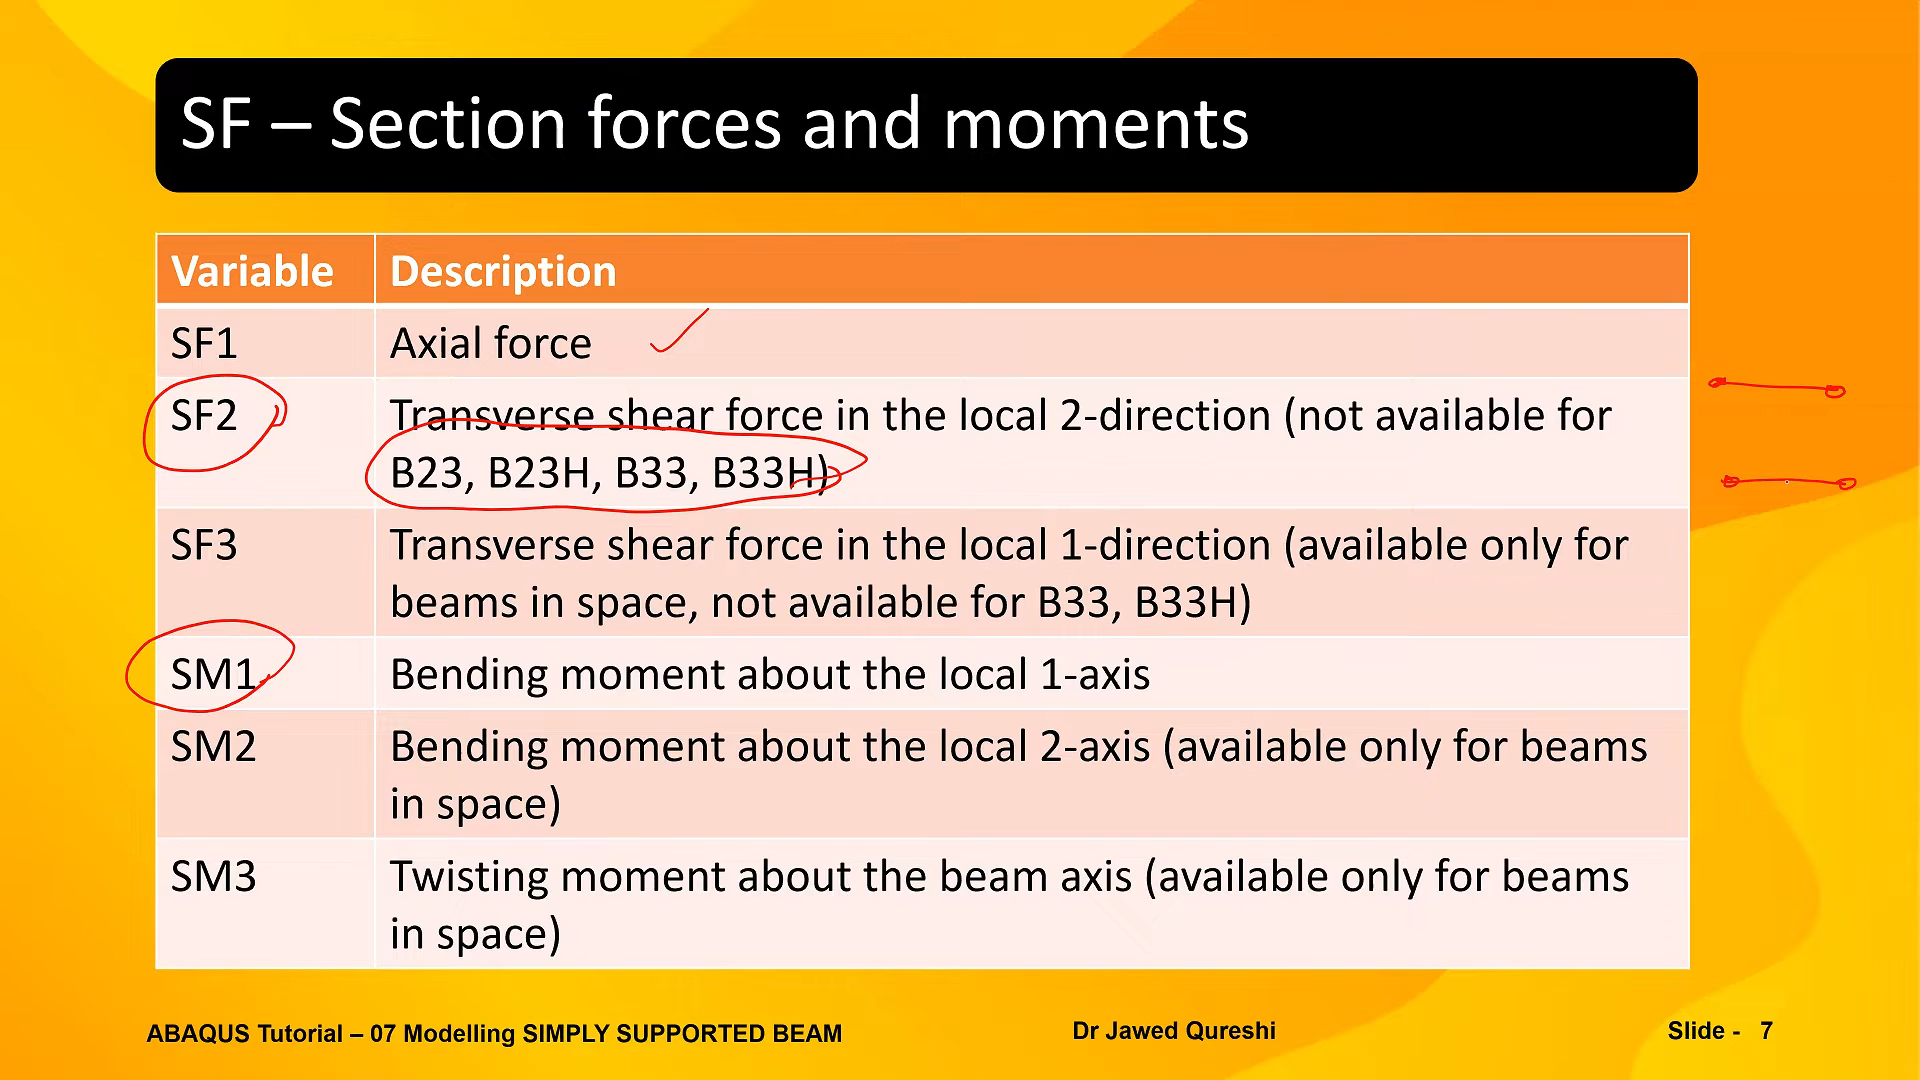 SF – Section forces and moments
Variable Description
SF1 Axial force
SF2 Transverse shear force in the local 2-direction (not available for
B23, B23H, B33, B33H)
SF3 Transverse shear force in the local 1-direction (available only for
beams in space, not available for B33, B33H)
SM1 Bending moment about the local 1-axis
SM2 Bending moment about the local 2-axis (available only for beams
in space)
SM3 Twisting moment about the beam axis (available only for beams
in space)
ABAQUS Tutorial – 07 Modelling SIMPLY SUPPORTED BEAM Dr Jawed Qureshi Slide - 7